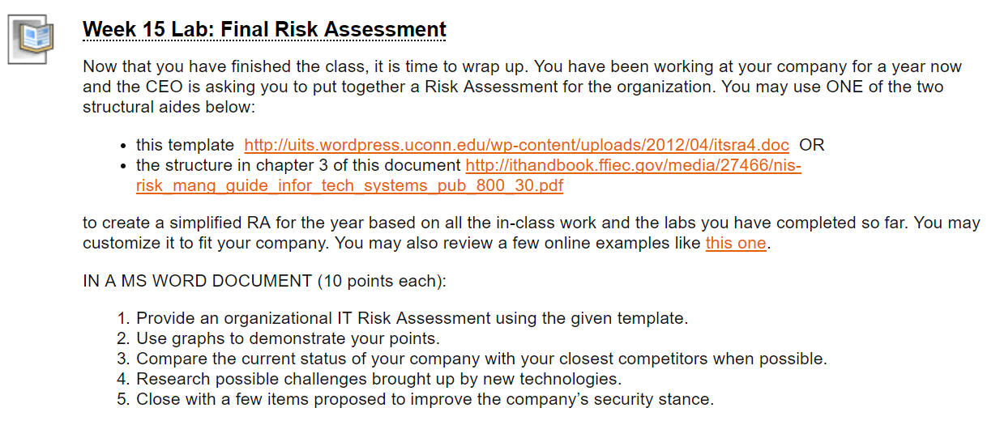 Week 15 Lab: Final Risk Assessment
Now that you have finished the class, it is time to wrap up. You have been working at your company for a year now
and the CEO is asking you to put together a Risk Assessment for the organization. You may use ONE of the two
structural aides below:
• this template http://uits.wordpress.uconn.edu/wp-content/uploads/2012/04/itsra4.doc OR
• the structure in chapter 3 of this document http://ithandbook.ffiec.gov/media/27466/nis-
risk_mang_guide_infor_tech_systems_pub_800_30.pdf
to create a simplified RA for the year based on all the in-class work and the labs you have completed so far. You may
customize it to fit your company. You may also review a few online examples like this one.
IN A MS WORD DOCUMENT (10 points each):
1. Provide an organizational IT Risk Assessment using the given template.
2. Use graphs to demonstrate your points.
3. Compare the current status of your company with your closest competitors when possible.
4. Research possible challenges brought up by new technologies.
5. Close with a few items proposed to improve the company's security stance.